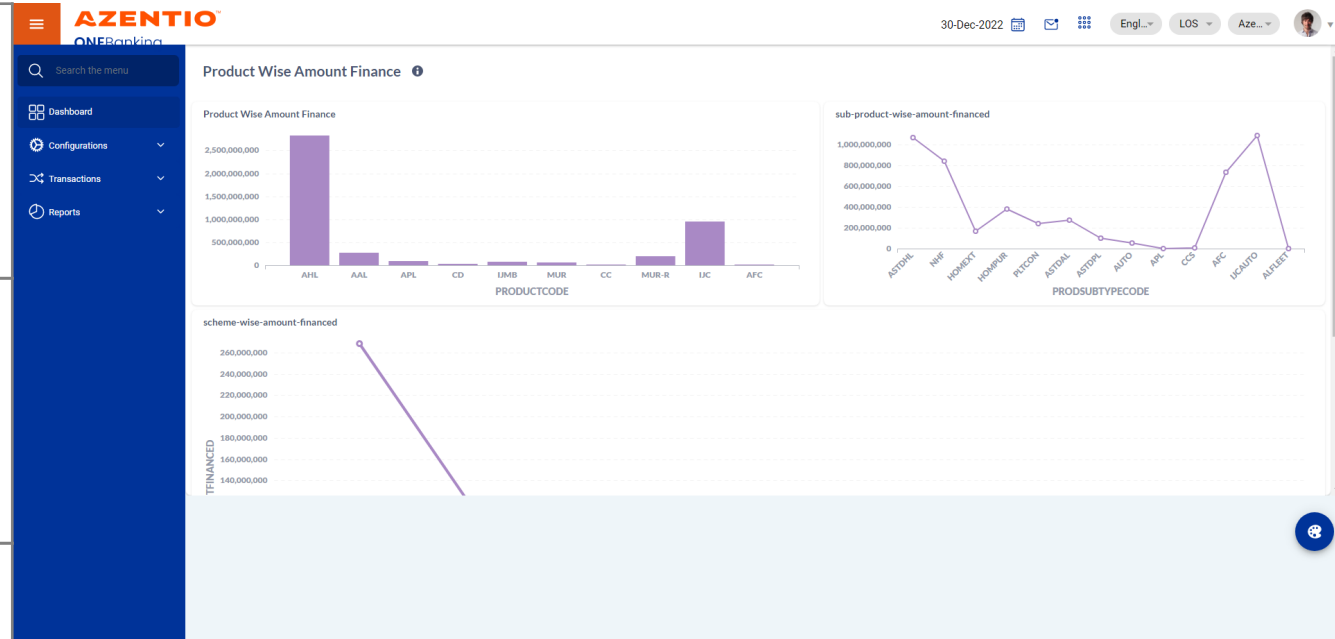 AZENTIO
ONEBanking
30-Dec-2022
Engl...
LOS
Aze...
Search the menu
Dashboard
Configurations
Transactions
Reports
Product Wise Amount Finance
Product Wise Amount Finance
2,500,000,000
2,000,000,000
1,500,000,000
1,000,000,000
500,000,000
0
AHL AAL APL CD IJMB MUR CC MUR-R IJC AFC
PRODUCTCODE
sub-product-wise-amount-financed
1,000,000,000
800,000,000
600,000,000
400,000,000
200,000,000
0
ASTDHL NHF HOMEXT HOMPUR PLTCON ASTDAL ASTDPL AUTO APL CCS AFC IJCAUTO ALFLEET
PRODSUBTYPECODE
scheme-wise-amount-financed
260,000,000
240,000,000
220,000,000
200,000,000
180,000,000
160,000,000
140,000,000
TFINANCED